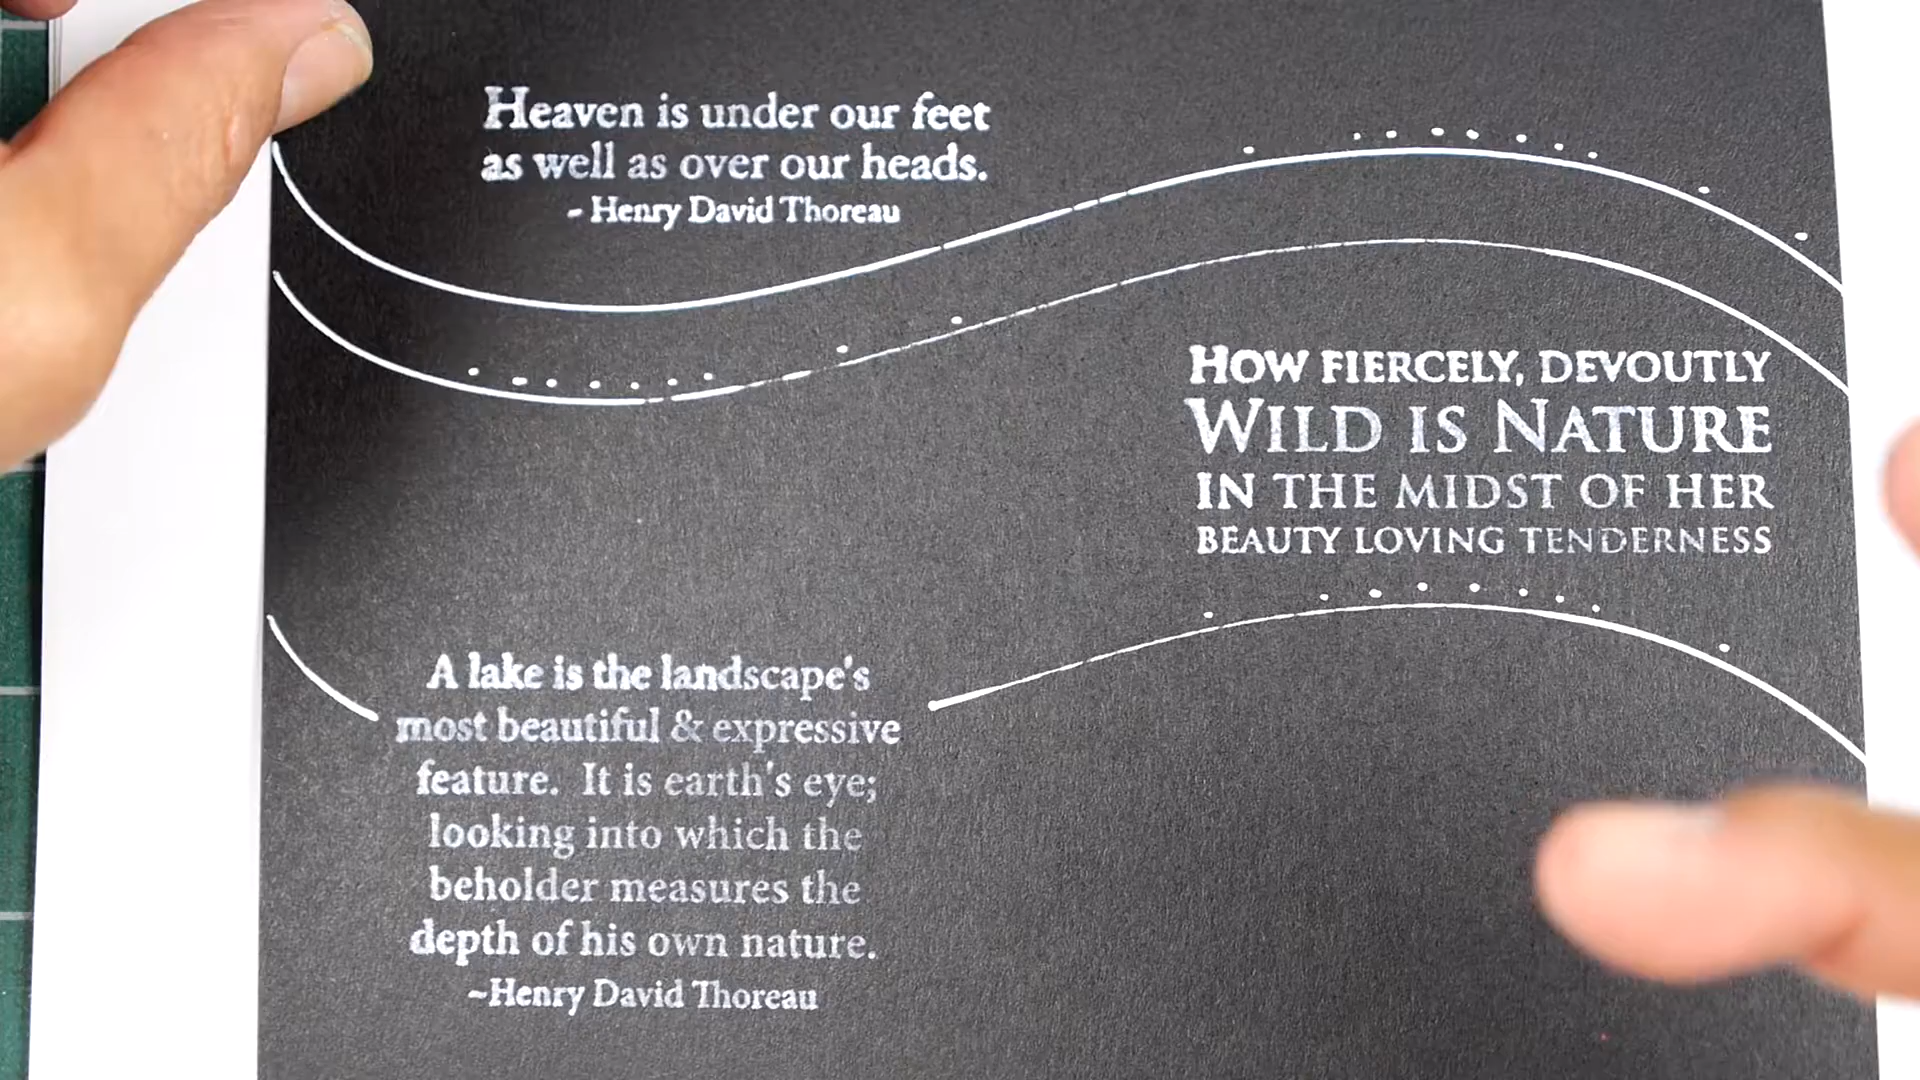 Heaven is under our feet
as well as over our heads.
- Henry David Thoreau
HOW FIERCELY, DEVOUTLY
WILD IS NATURE
IN THE MIDST OF HER
BEAUTY LOVING TENDERNESS
A lake is the landscape's
most beautiful & expressive
feature. It is earth's eye;
looking into which the
beholder measures the
depth of his own nature.
~Henry David Thoreau